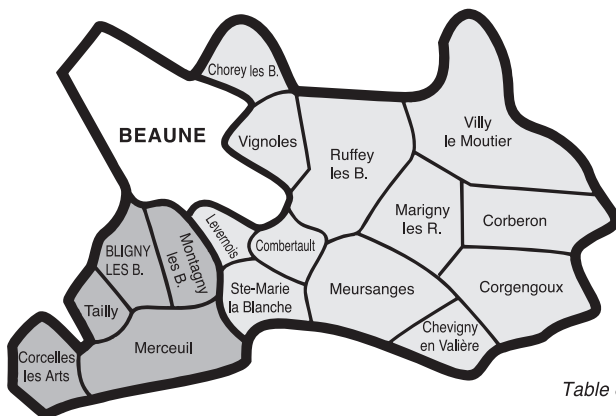 Chorey les B.
BEAUNE
Vignoles
Ruffey
les B.
Villy
le Moutier
Marigny
les R.
Corberon
Levernois
Combertault
BLIGNY
LES B.
Montagny
les B.
Ste-Marie
la Blanche
Meursanges
Corgengoux
Tailly
Merceuil
Chevigny
en Valière
Corcelles
les Arts
Table